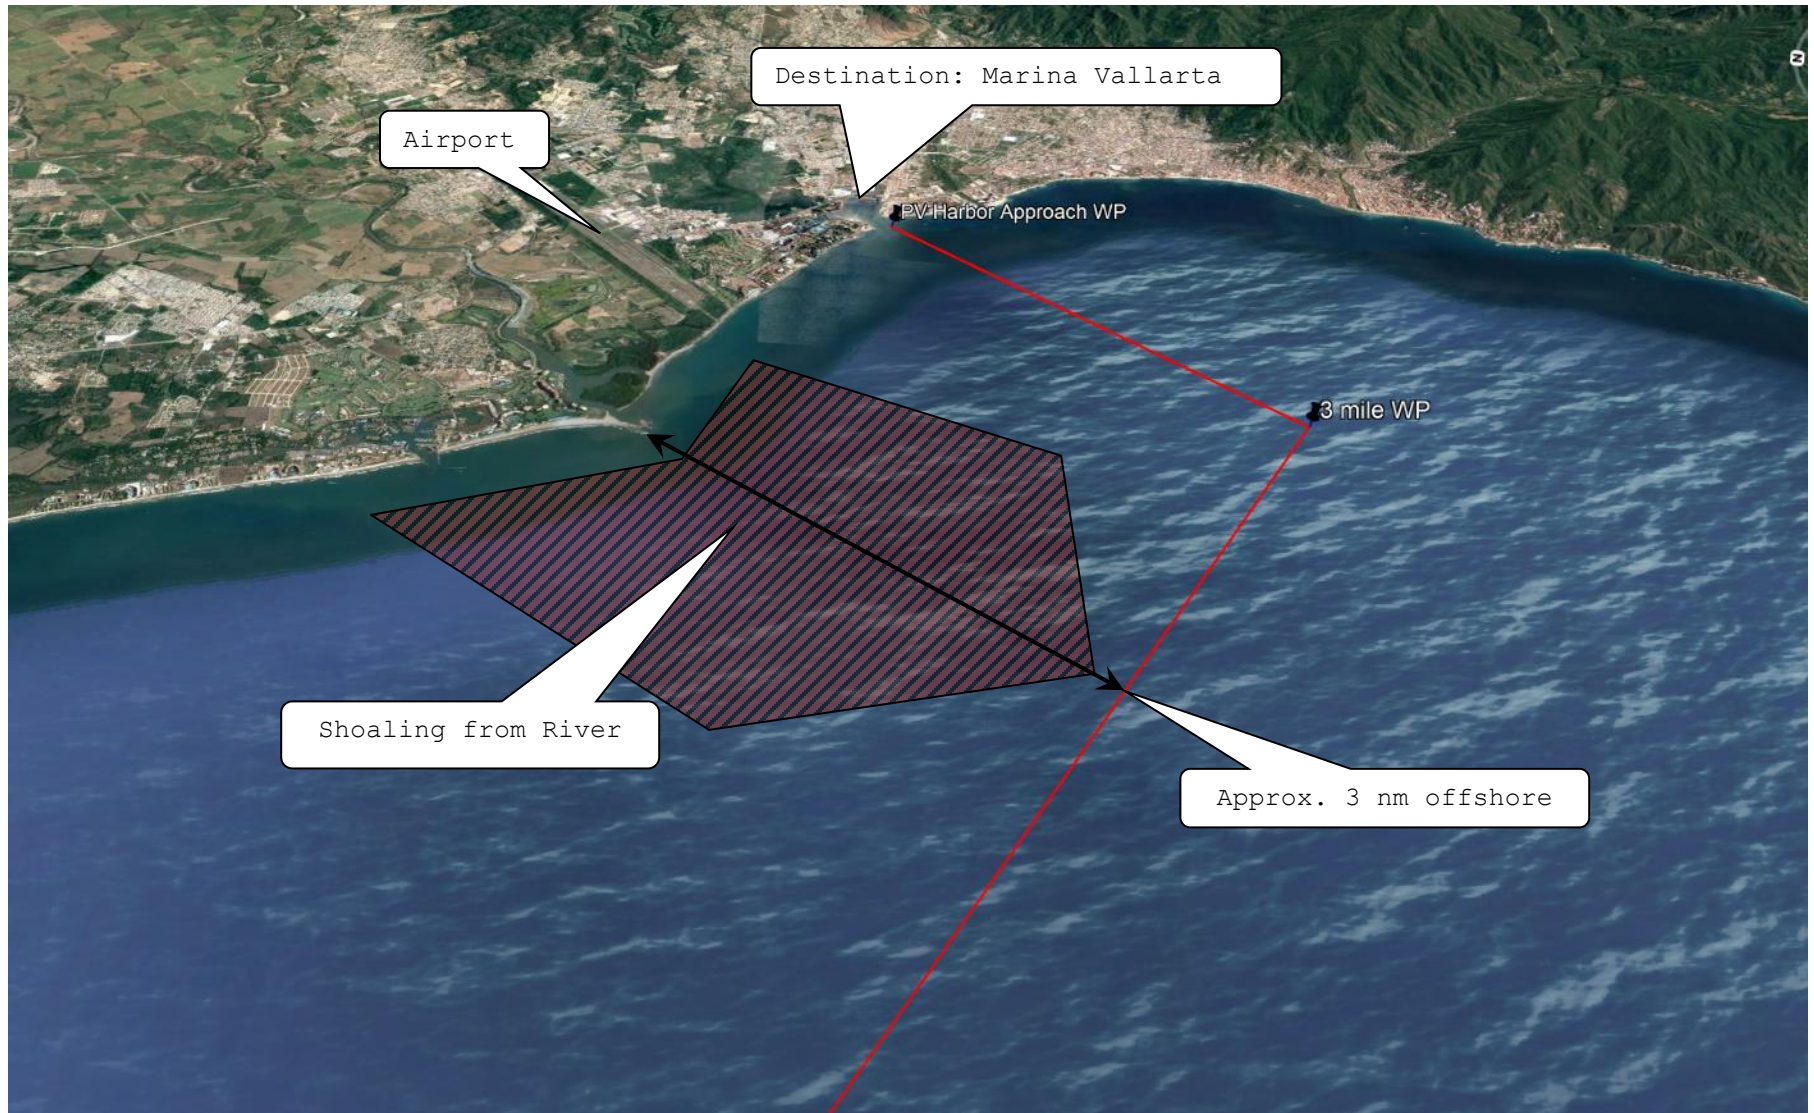 Destination: Marina Vallarta
N
Airport
PV Harbor Approach WP
3 mile WP
Shoaling from River
Approx. 3 nm offshore